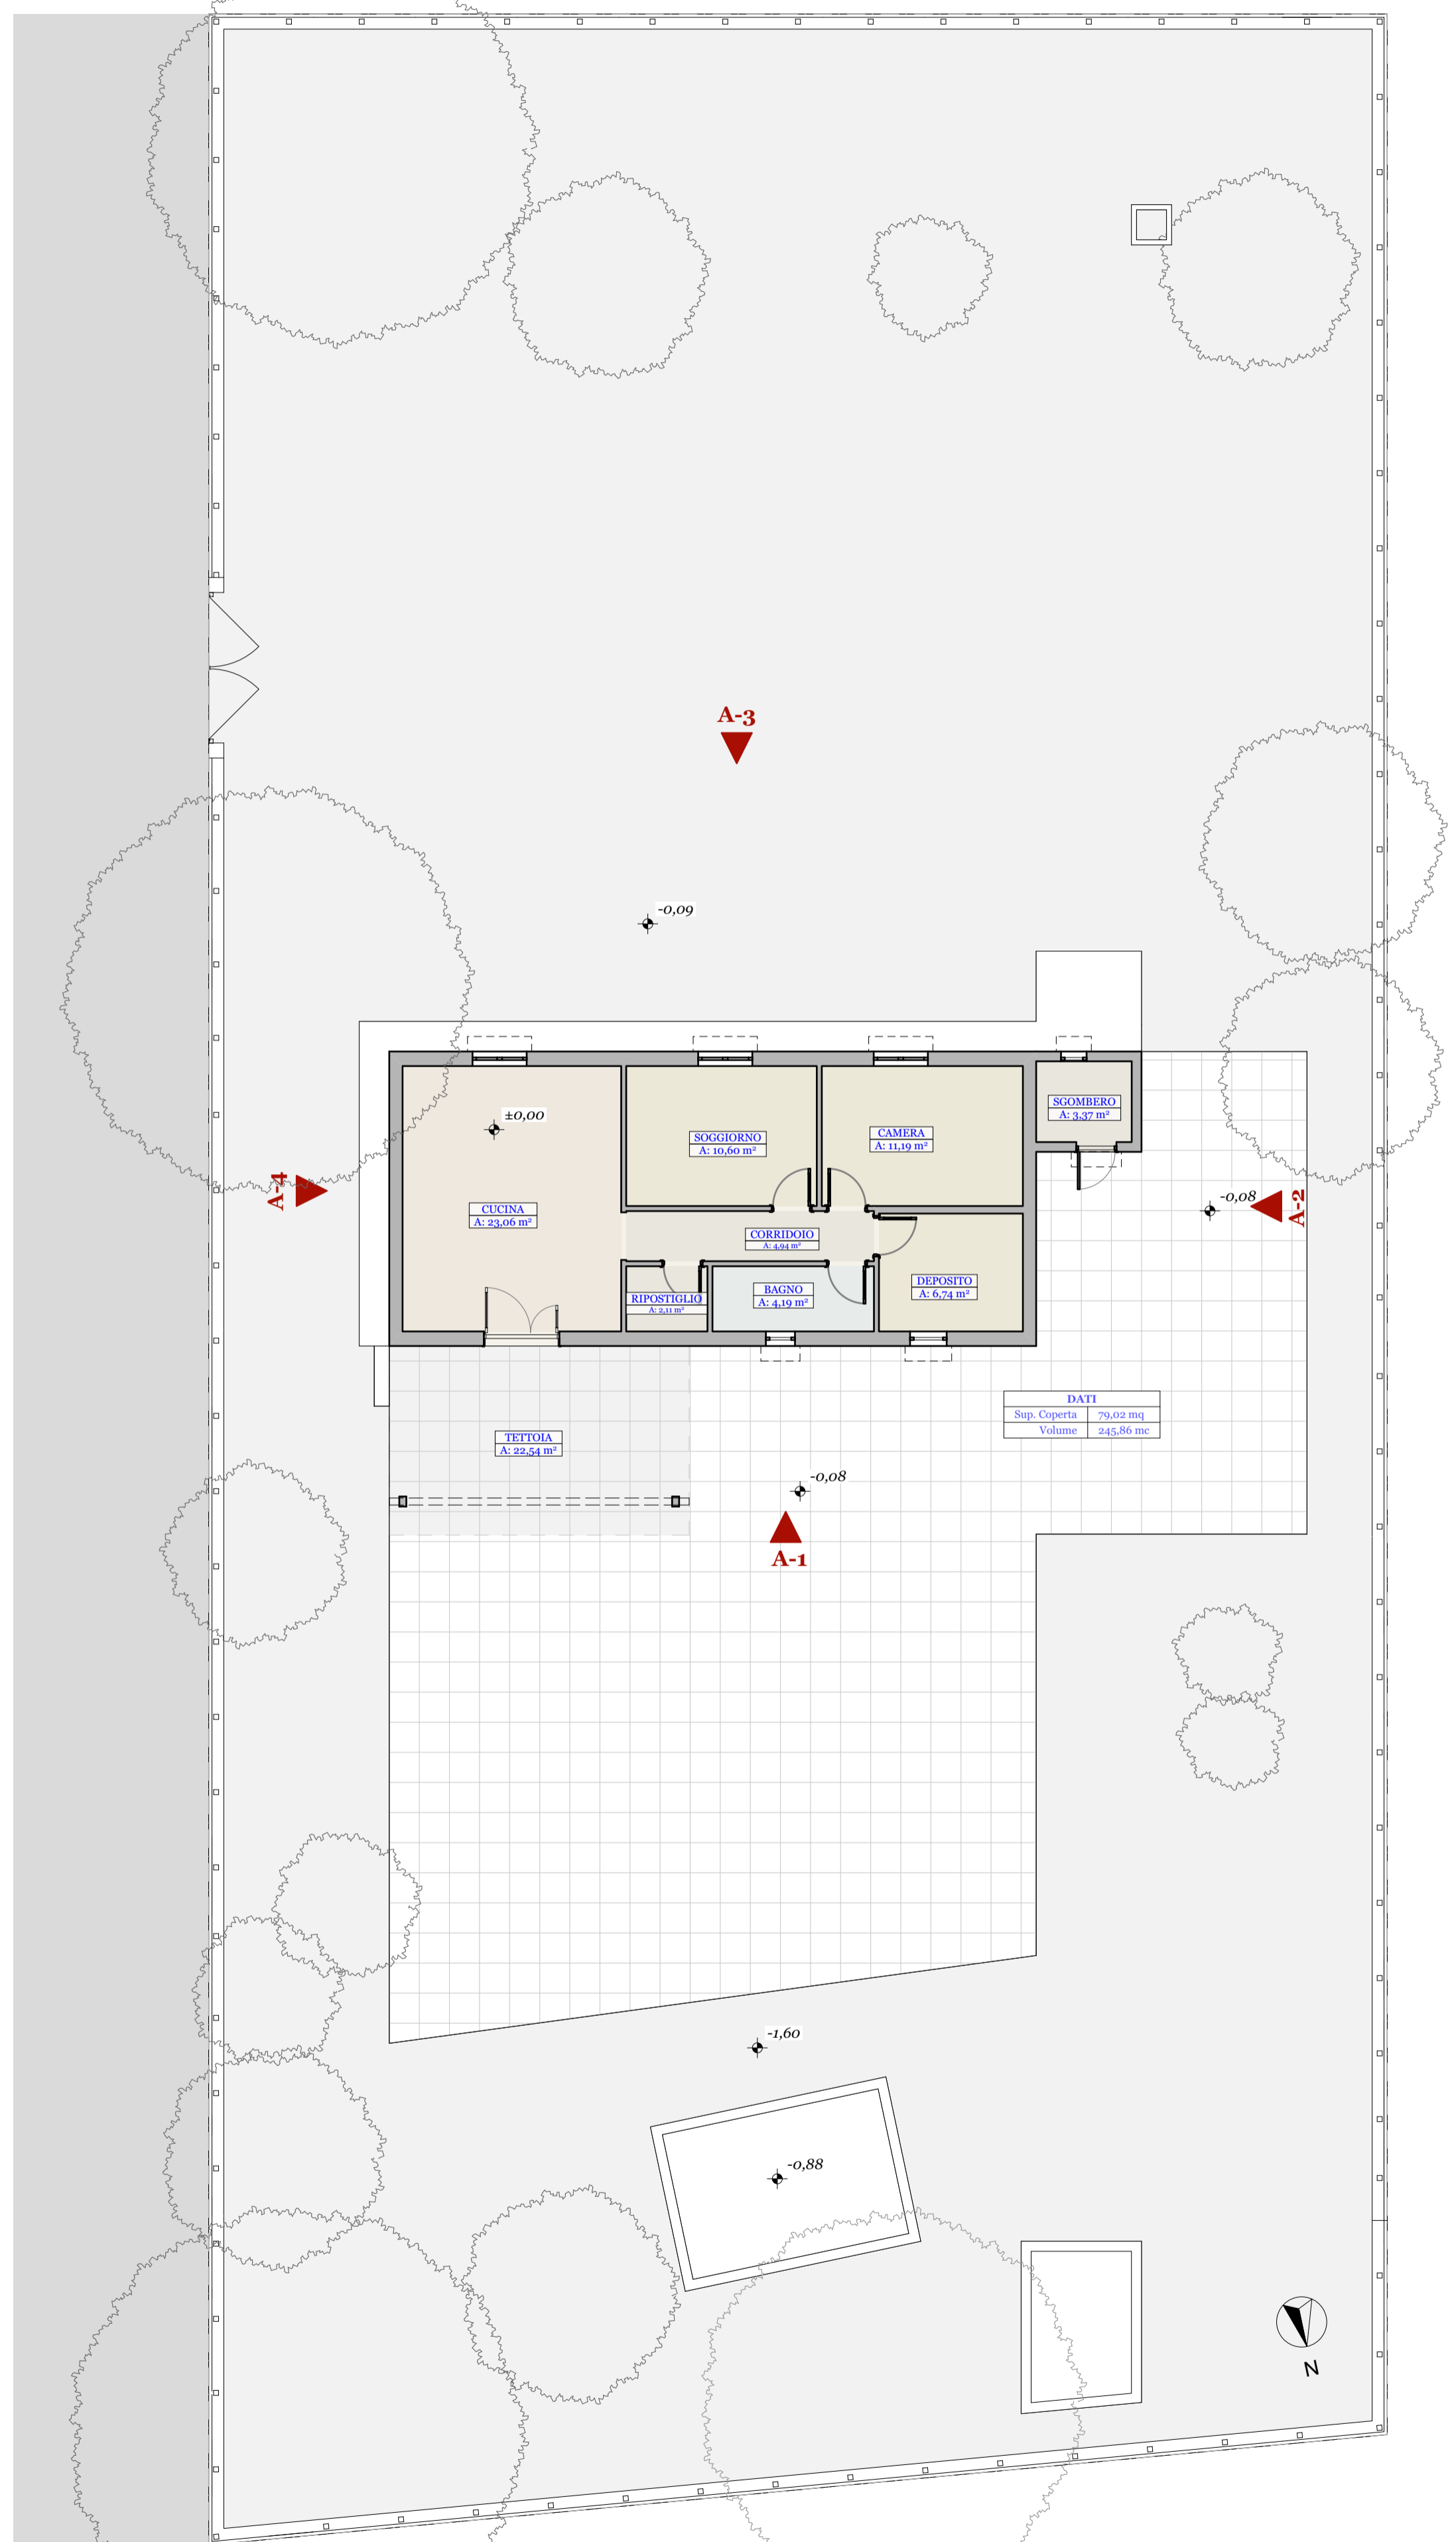 A-3
-0,09
SGOMBERO
A: 3,37 m²
±0,00
SOGGIORNO
A: 10,60 m²
CAMERA
A: 11,19 m²
A-4
-0,08
A-2
CUCINA
A: 23,06 m²
CORRIDOIO
A: 4,94 m²
RIPOSTIGLIO
A: 2,11 m²
BAGNO
A: 4,19 m²
DEPOSITO
A: 6,74 m²
DATI
Sup. Coperta 79,02 mq
Volume 245,86 mc
TETTOIA
A: 22,54 m²
-0,08
A-1
-1,60
-0,88
N